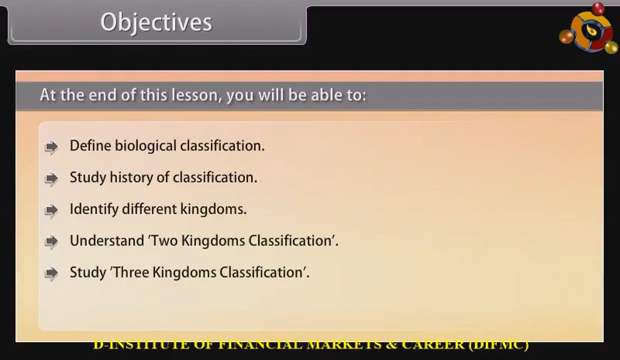 Objectives
At the end of this lesson, you will be able to:
Define biological classification.
Study history of classification.
Identify different kingdoms.
Understand ‘Two Kingdoms Classification’.
Study ‘Three Kingdoms Classification’.
D-INSTITUTE OF FINANCIAL MARKETS & CAREER (DIFMC)